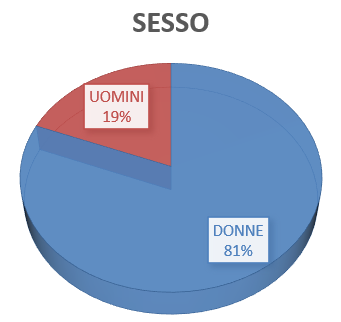 SESSO
UOMINI
19%
DONNE
81%